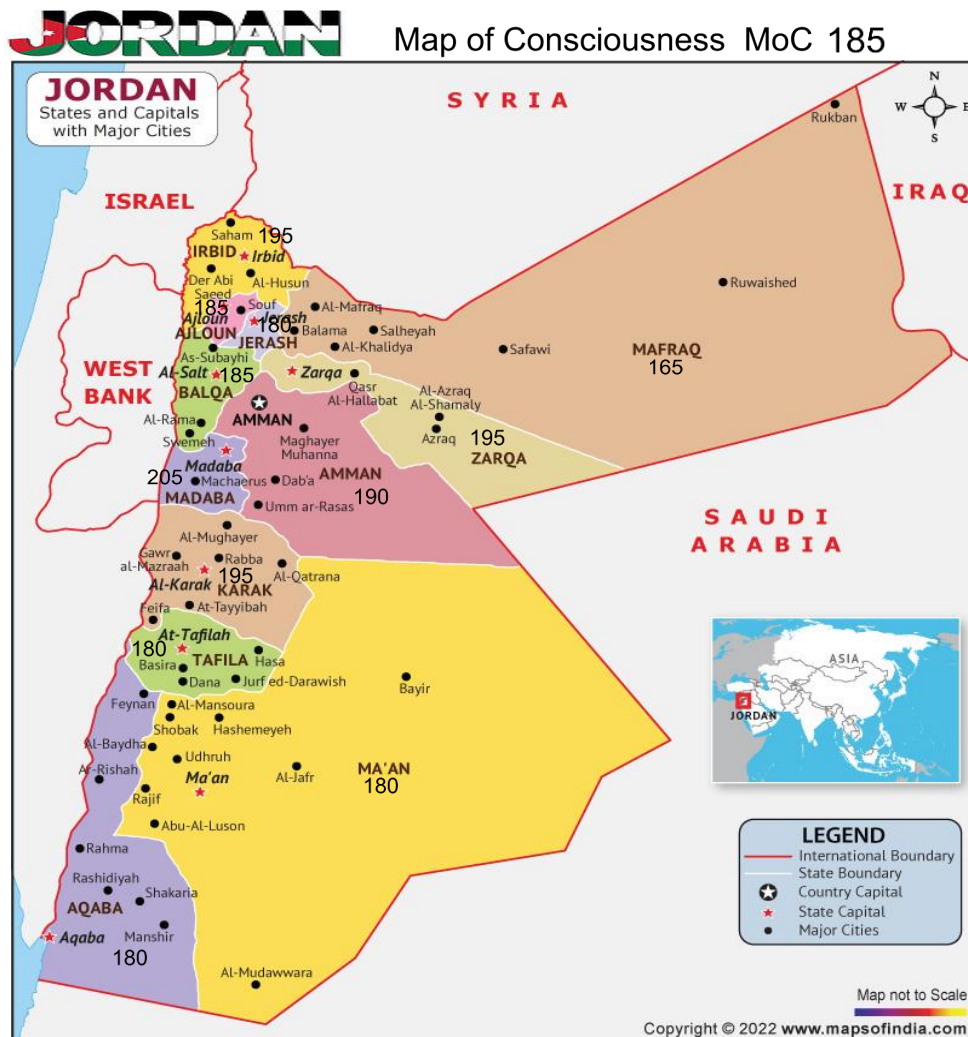 JORDAN
Map of Consciousness MoC 185
JORDAN
States and Capitals
with Major Cities
N
W
E
S
SYRIA
Rukban
IRAQ
ISRAEL
Saham
195
IRBID
Irbid
Der Abi
Saeed
Al-Husun
Ruwaished
185
Souf
Al-Mafraq
Ajloun
Jerash
180
AJLOUN
JERASH
Balama
Salheyah
Al-Khalidya
Safawi
MAFRAQ
165
As-Subayhi
WEST
BANK
Al-Salt
185
BALQA
Zarqa
Qasr
Al-Hallabat
Al-Azraq
Al-Shamaly
Azraq
195
ZARQA
Al-Rama
Swemeh
AMMAN
Maghayer
Muhanna
Madaba
205
Machaerus
MADABA
Dab'a
AMMAN
190
Umm ar-Rasas
SAUDI
ARABIA
Al-Mughayer
Gawr
al-Mazraah
Rabba
Al-Qatrana
195
Al-Karak
KARAK
Feifa
At-Tayyibah
At-Tafilah
180
Basira
TAFILA
Hasa
Dana
Jurf ed-Darawish
Bayir
ASIA
JORDAN
Feynan
Al-Mansoura
Shobak
Hashemeyeh
Al-Baydha
Udhruh
Ar-Rishah
Ma'an
Al-Jafr
MA'AN
180
Rajif
Abu-Al-Luson
Rahma
Rashidiyah
Shakaria
AQABA
Manshir
Aqaba
180
Al-Mudawwara
LEGEND
International Boundary
State Boundary
Country Capital
State Capital
Major Cities
Map not to Scale
Copyright © 2022 www.mapsofindia.com